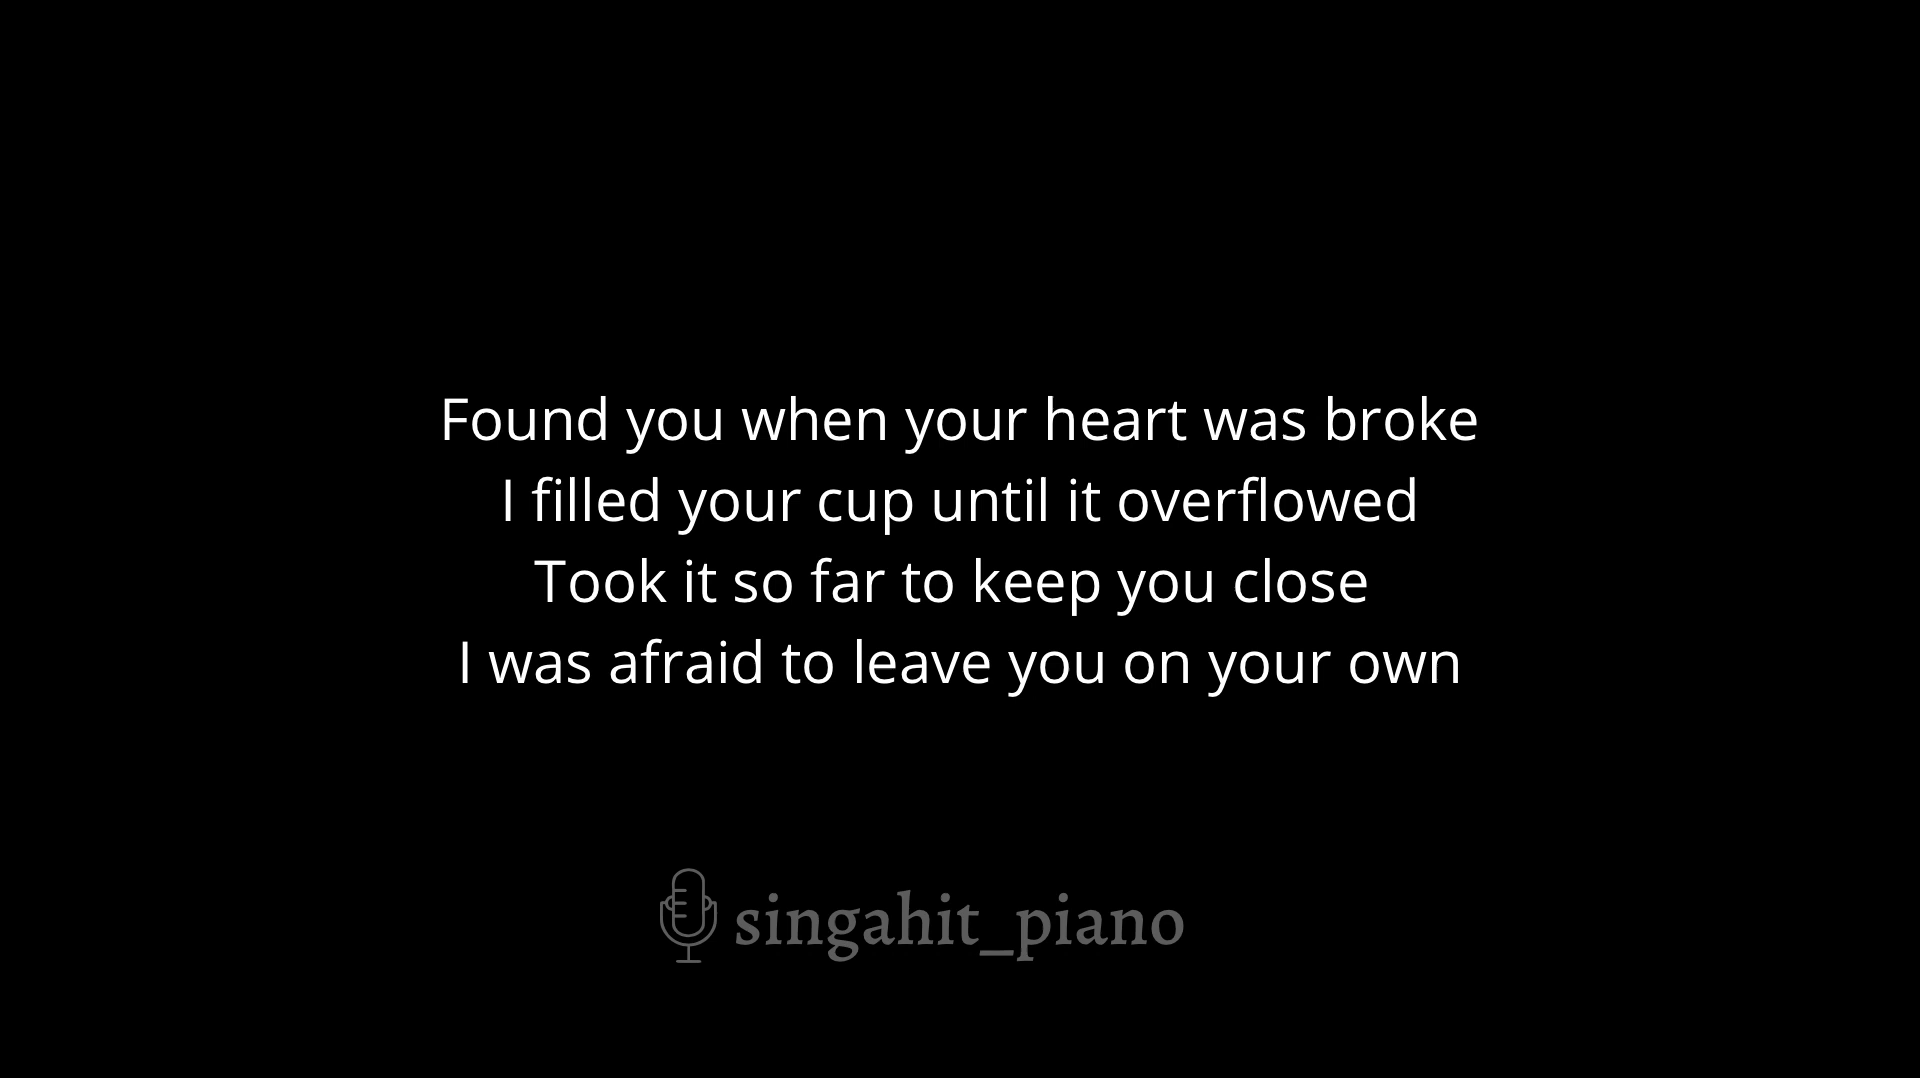 Found you when your heart was broke
I filled your cup until it overflowed
Took it so far to keep you close
I was afraid to leave you on your own
singahit_piano